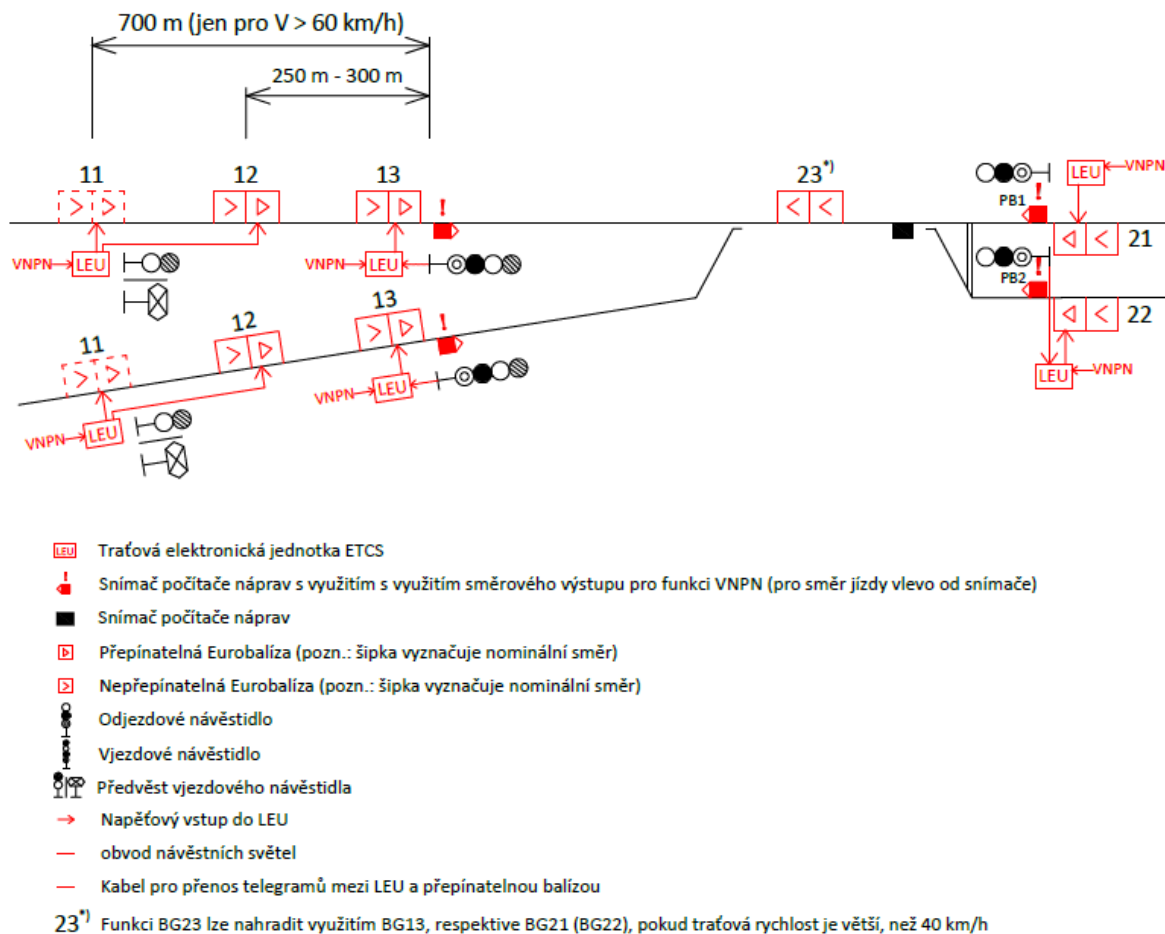 700 m (jen pro V > 60 km/h)
250 m - 300 m
11
12
13
23*)
LEU
VNPN
PB1
21
VNPN
LEU
VNPN
LEU
PB2
13
12
22
11
VNPN
LEU
LEU
VNPN
VNPN
LEU
LEU Traťová elektronická jednotka ETCS
! Snímač počítače náprav s využitím s využitím směrového výstupu pro funkci VNPN (pro směr jízdy vlevo od snímače)
Snímač počítače náprav
Přepínatelná Eurobalíza (pozn.: šipka vyznačuje nominální směr)
Nepřepínatelná Eurobalíza (pozn.: šipka vyznačuje nominální směr)
Odjezdové návěstidlo
Vjezdové návěstidlo
Předvěst vjezdového návěstidla
Napěťový vstup do LEU
obvod návěstních světel
Kabel pro přenos telegramů mezi LEU a přepínatelnou balízou
23*) Funkci BG23 lze nahradit využitím BG13, respektive BG21 (BG22), pokud traťová rychlost je větší, než 40 km/h